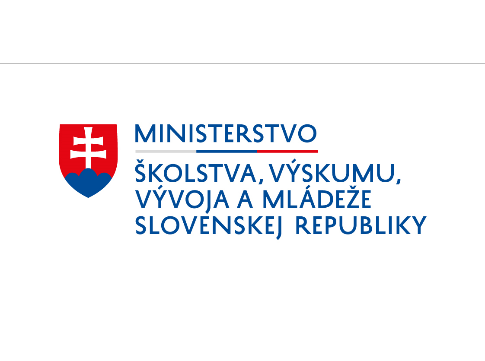 MINISTERSTVO
ŠKOLSTVA, VÝSKUMU,
VÝVOJA A MLÁDEŽE
SLOVENSKEJ REPUBLIKY